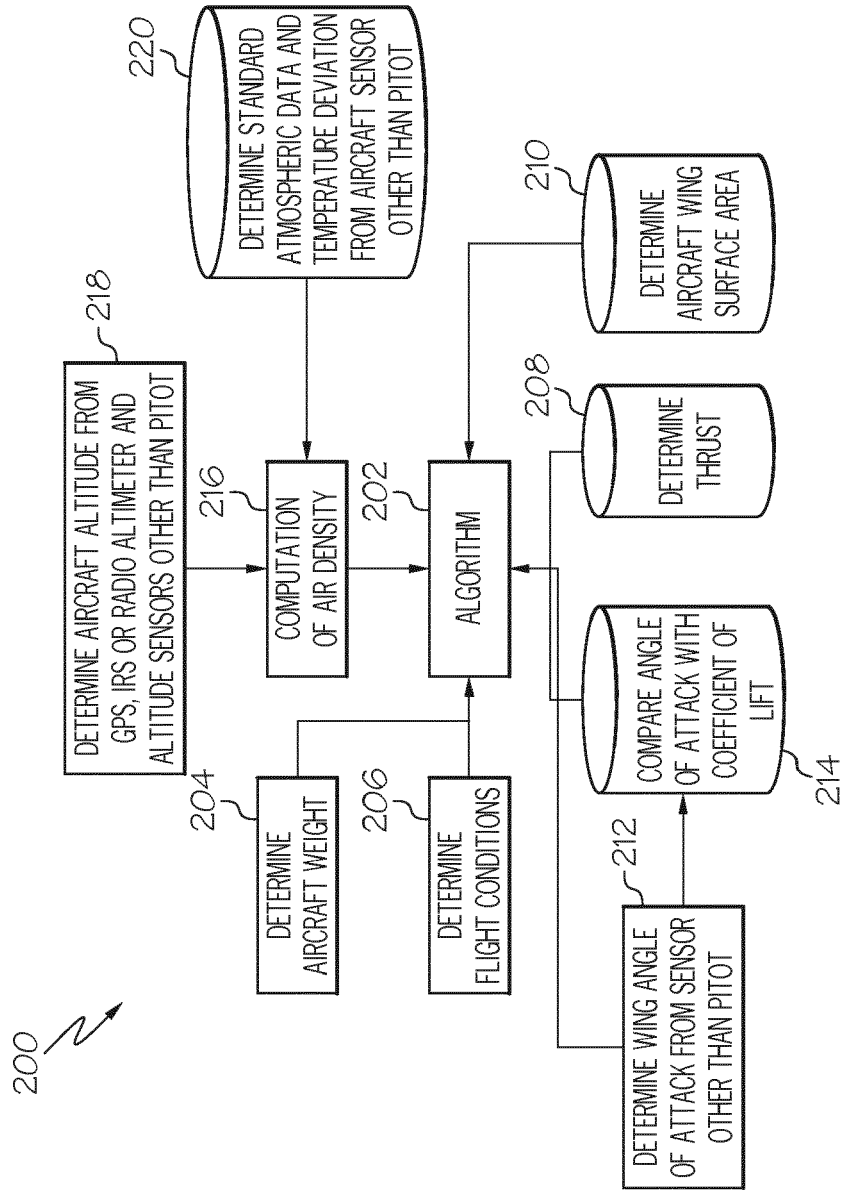 200
218
DETERMINE AIRCRAFT ALTITUDE FROM
GPS, IRS OR RADIO ALTIMETER AND
ALTITUDE SENSORS OTHER THAN PITOT
220
DETERMINE STANDARD
ATMOSPHERIC DATA AND
TEMPERATURE DEVIATION
FROM AIRCRAFT SENSOR
OTHER THAN PITOT
204
DETERMINE
AIRCRAFT WEIGHT
216
COMPUTATION
OF AIR DENSITY
206
DETERMINE
FLIGHT CONDITIONS
202
ALGORITHM
212
DETERMINE WING ANGLE
OF ATTACK FROM SENSOR
OTHER THAN PITOT
COMPARE ANGLE
OF ATTACK WITH
COEFFICIENT OF
LIFT
214
208
DETERMINE
THRUST
210
DETERMINE
AIRCRAFT WING
SURFACE AREA